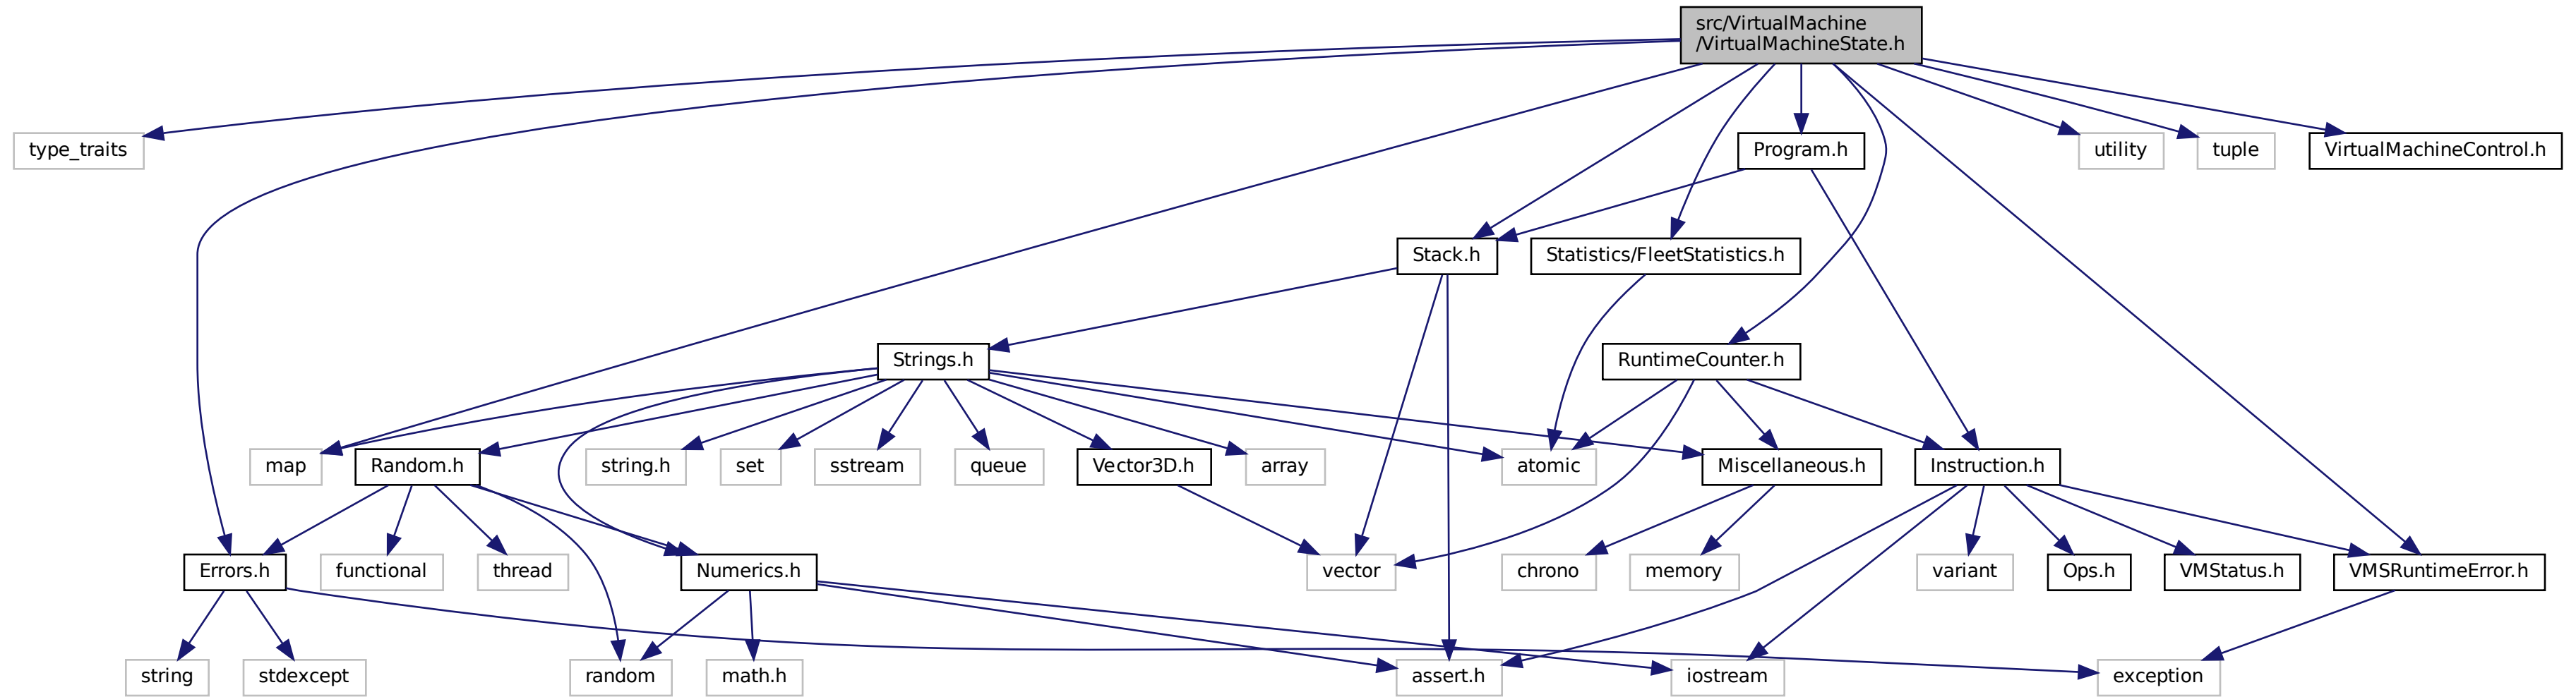 src/VirtualMachine
/VirtualMachineState.h
type_traits
Program.h
utility
tuple
VirtualMachineControl.h
Stack.h
Statistics/FleetStatistics.h
Strings.h
RuntimeCounter.h
map
Random.h
string.h
set
sstream
queue
Vector3D.h
array
atomic
Miscellaneous.h
Instruction.h
Errors.h
functional
thread
Numerics.h
vector
chrono
memory
variant
Ops.h
VMStatus.h
VMSRuntimeError.h
string
stdexcept
random
math.h
assert.h
iostream
exception